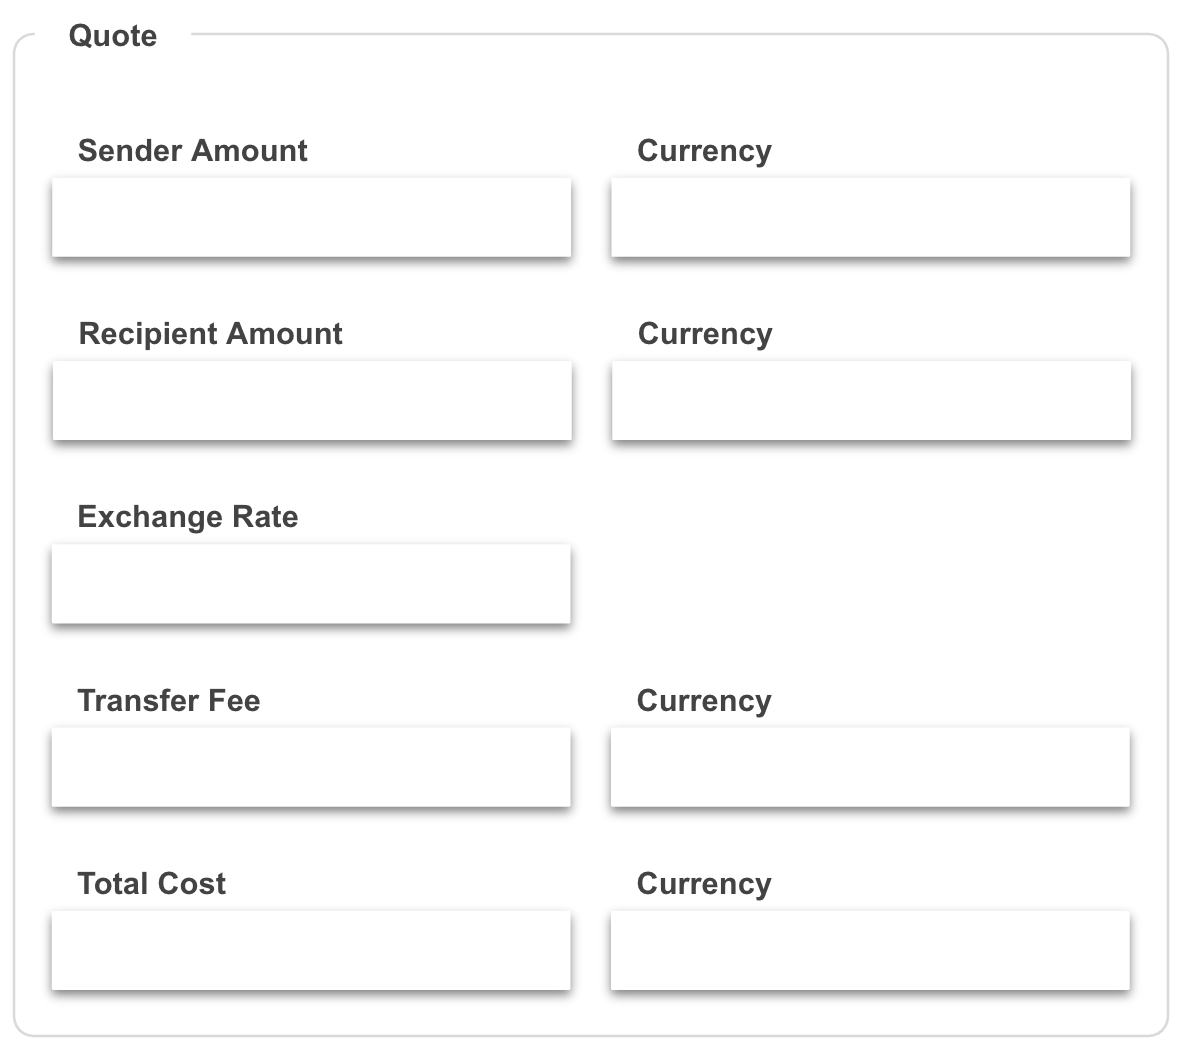 Quote
Sender Amount
Currency
Recipient Amount
Currency
Exchange Rate
Transfer Fee
Currency
Total Cost
Currency